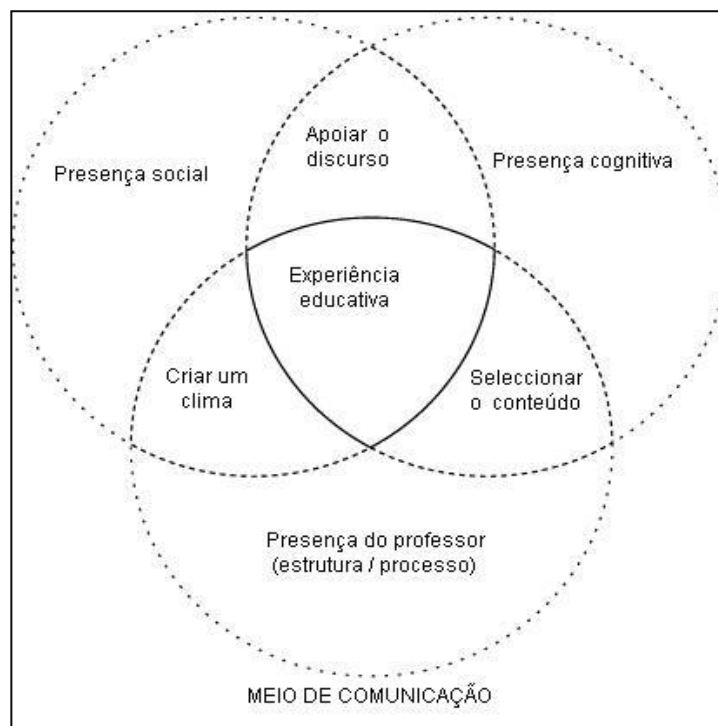 Apoiar o
discurso
Presença social
Presença cognitiva
Experiência
educativa
Criar um
clima
Seleccionar
o conteúdo
Presença do professor
(estrutura / processo)
MEIO DE COMUNICAÇÃO